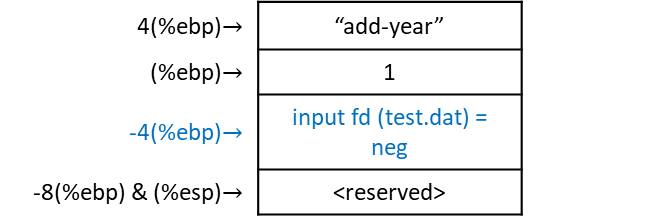 4(%ebp)→ “add-year”
(%ebp)→ 1
-4(%ebp)→ input fd (test.dat) =
neg
-8(%ebp) & (%esp)→ <reserved>